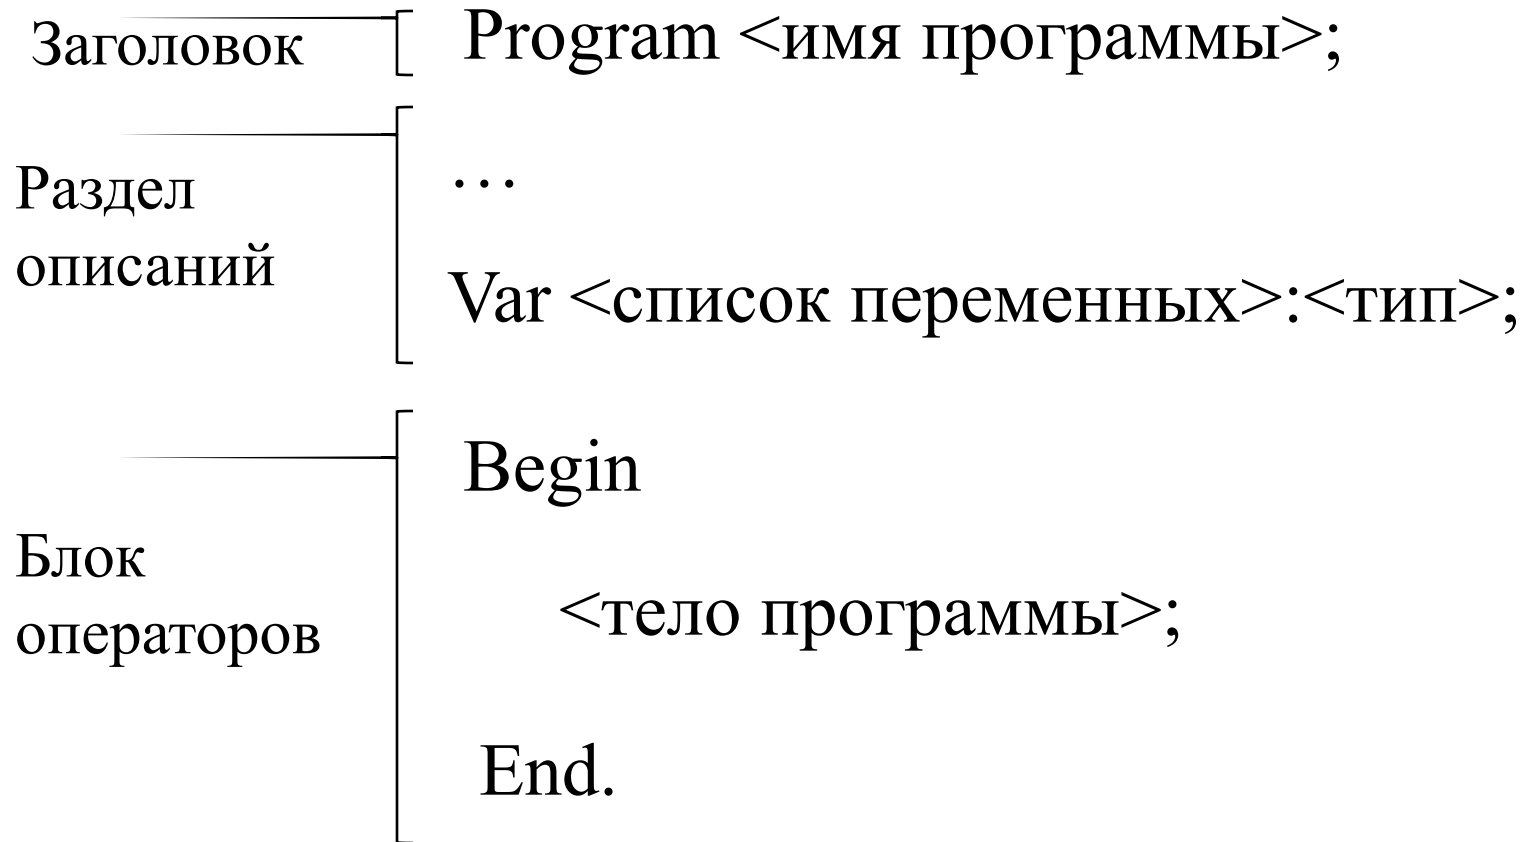 Заголовок
Program <имя программы>;
Раздел
описаний
…
Var <список переменных>:<тип>;
Блок
операторов
Begin
<тело программы>;
End.